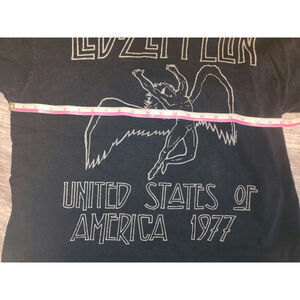 LED-ZEPPELIN
UNITED STATES OF
AMERICA 1977